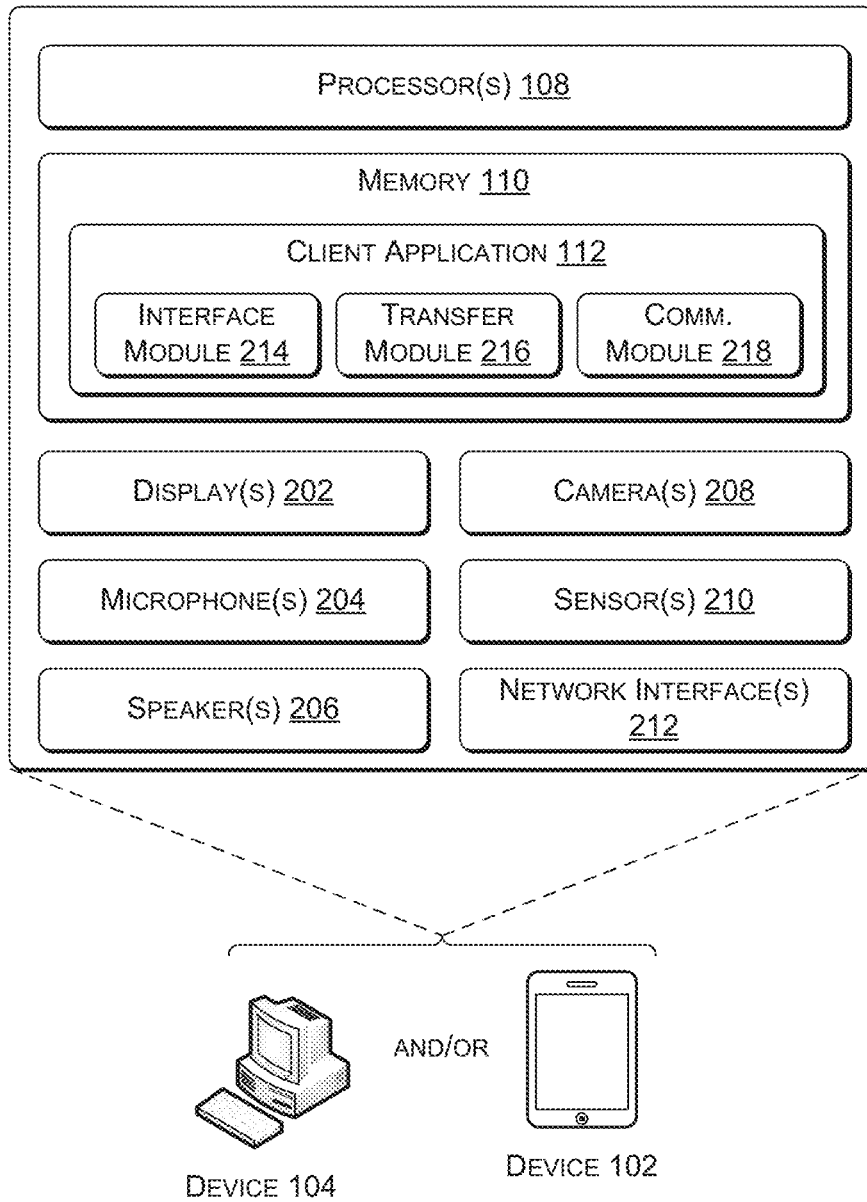 PROCESSOR(S) 108
MEMORY 110
CLIENT APPLICATION 112
INTERFACE
MODULE 214
TRANSFER
MODULE 216
COMM.
MODULE 218
DISPLAY(S) 202
CAMERA(S) 208
MICROPHONE(S) 204
SENSOR(S) 210
SPEAKER(S) 206
NETWORK INTERFACE(S)
212
AND/OR
DEVICE 104
DEVICE 102